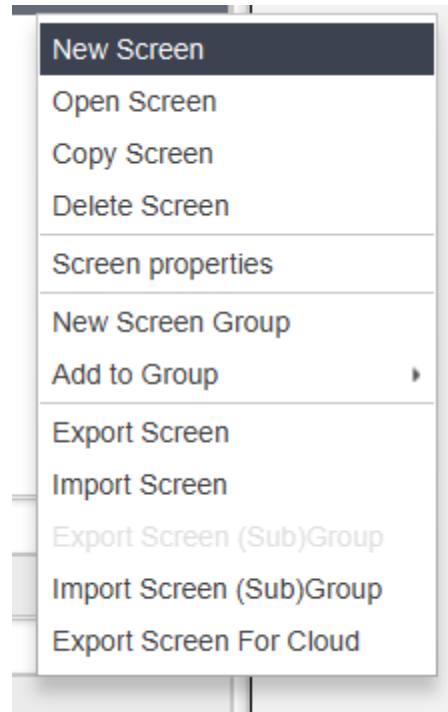 New Screen
Open Screen
Copy Screen
Delete Screen
Screen properties
New Screen Group
Add to Group
Export Screen
Import Screen
Export Screen (Sub)Group
Import Screen (Sub)Group
Export Screen For Cloud